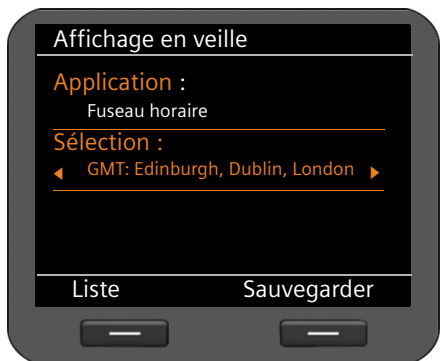 Affichage en veille
Application :
Fuseau horaire
Sélection :
GMT: Edinburgh, Dublin, London
Liste Sauvegarder